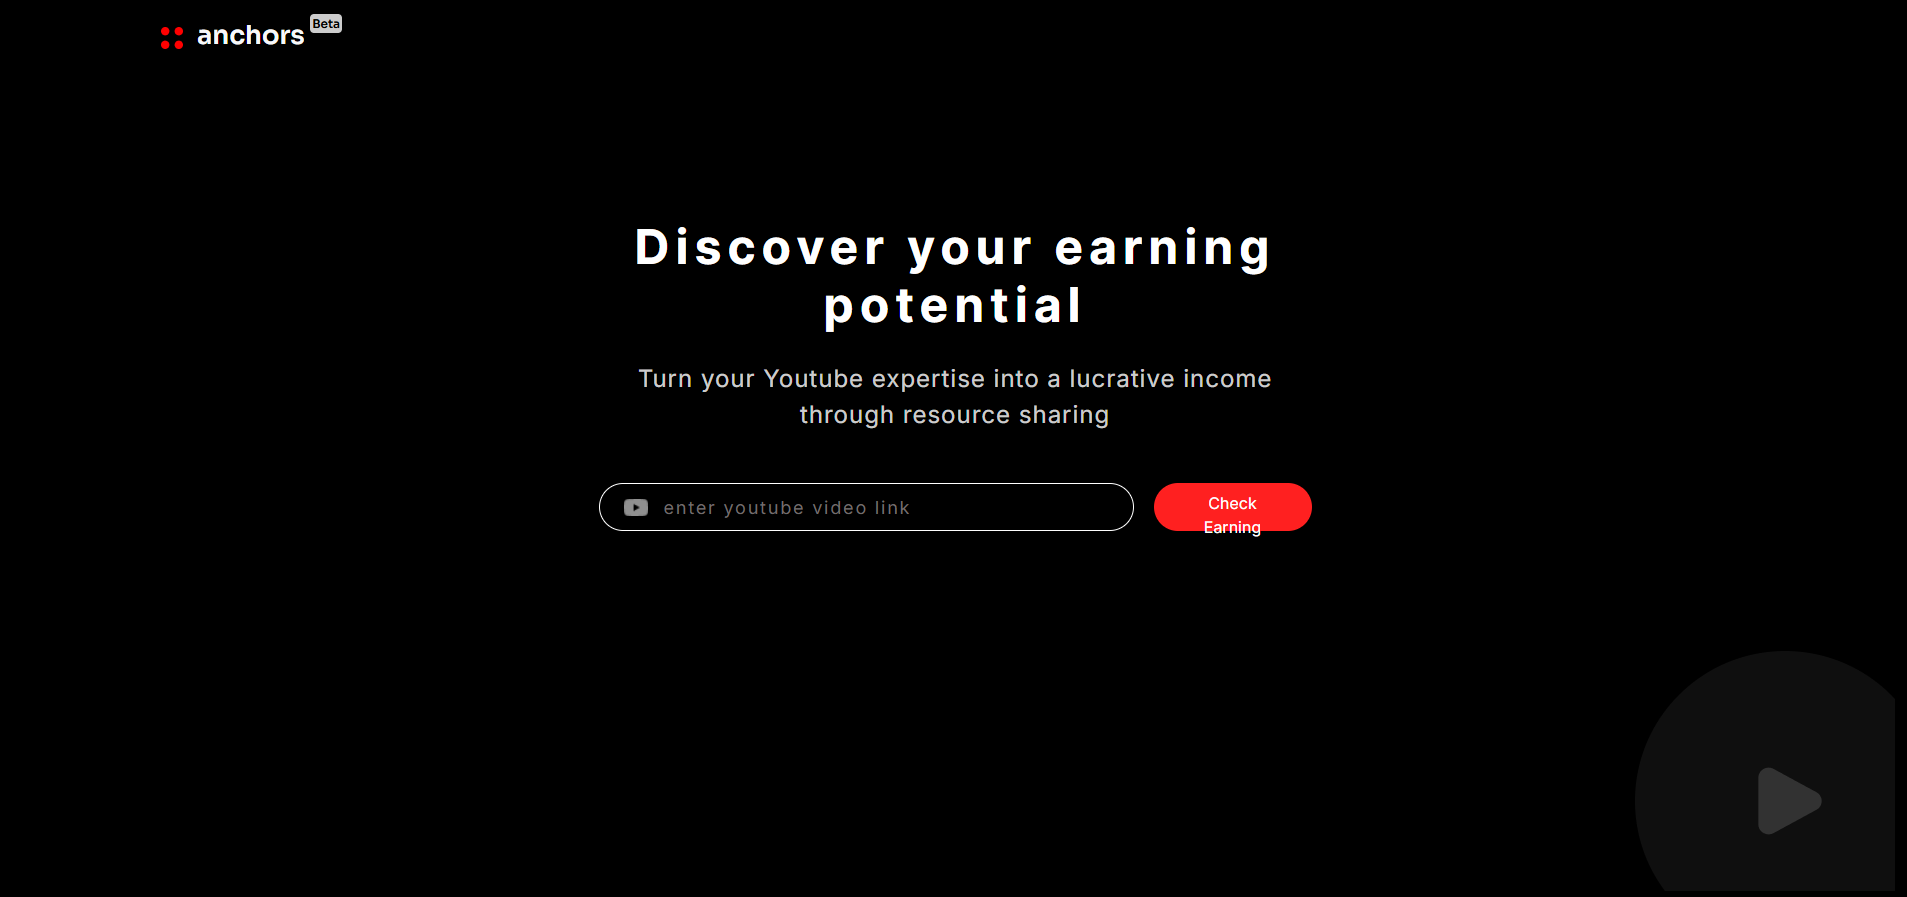 anchors Beta
Discover your earning
potential
Turn your Youtube expertise into a lucrative income
through resource sharing
enter youtube video link
Check
Earning